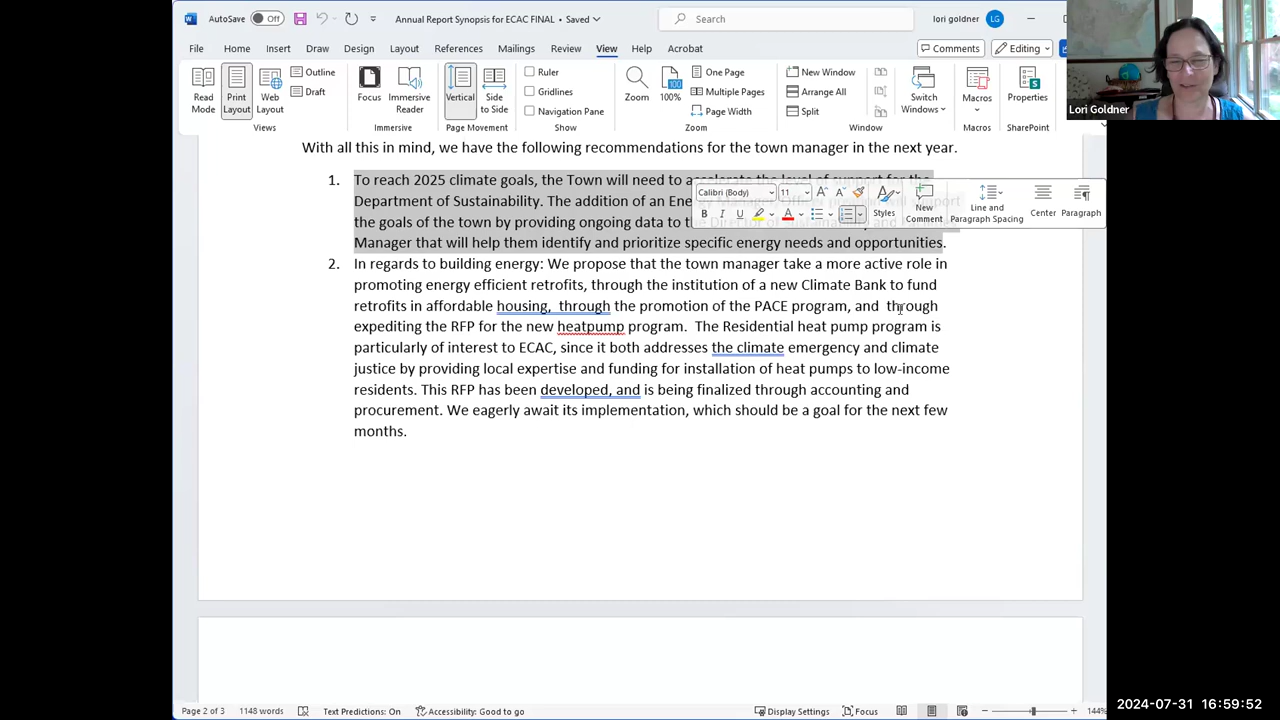 AutoSave Off Annual Report Synopsis for ECAC FINAL • Saved Search lori goldner LG
File Home Insert Draw Design Layout References Mailings Review View Help Acrobat Comments Editing
Lori Goldner
Read Mode Print Layout Web Layout Outline Draft Focus Immersive Reader Vertical Side to Side Ruler Gridlines Navigation Pane Zoom 100% One Page Multiple Pages Page Width New Window Arrange All Split Switch Windows Macros Properties
Views Immersive Page Movement Show Zoom Window Macros SharePoint
With all this in mind, we have the following recommendations for the town manager in the next year.
1. To reach 2025 climate goals, the Town will need to accelerate the level of support for the
Department of Sustainability. The addition of an
the goals of the town by providing ongoing data to
Manager that will help them identify and prioritize specific energy needs and opportunities.
Calibri (Body) 11 A A Styles New Comment Line and Paragraph Spacing Center Paragraph
B I U A
2. In regards to building energy: We propose that the town manager take a more active role in
promoting energy efficient retrofits, through the institution of a new Climate Bank to fund
retrofits in affordable housing,  through the promotion of the PACE program, and  through
expediting the RFP for the new heatpump program.  The Residential heat pump program is
particularly of interest to ECAC, since it both addresses the climate emergency and climate
justice by providing local expertise and funding for installation of heat pumps to low-income
residents. This RFP has been developed, and is being finalized through accounting and
procurement. We eagerly await its implementation, which should be a goal for the next few
months.
Page 2 of 3 1148 words Text Predictions: On Accessibility: Good to go Display Settings Focus 144%
2024-07-31 16:59:52